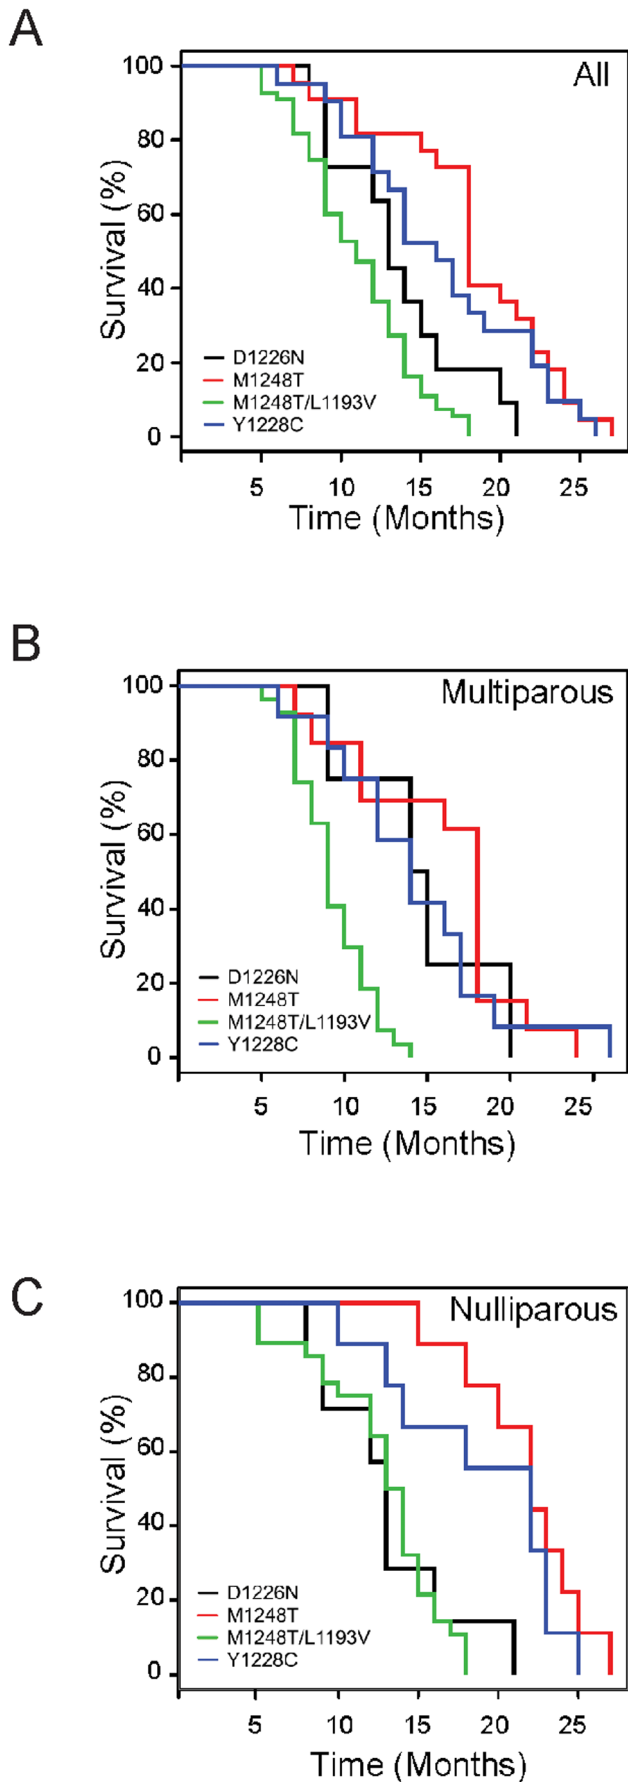 A
All
100
80
60
40
20
0
Survival (%)
D1226N
M1248T
M1248T/L1193V
Y1228C
5 10 15 20 25
Time (Months)
B
Multiparous
100
80
60
40
20
0
Survival (%)
D1226N
M1248T
M1248T/L1193V
Y1228C
5 10 15 20 25
Time (Months)
C
Nulliparous
100
80
60
40
20
0
Survival (%)
D1226N
M1248T
M1248T/L1193V
Y1228C
5 10 15 20 25
Time (Months)